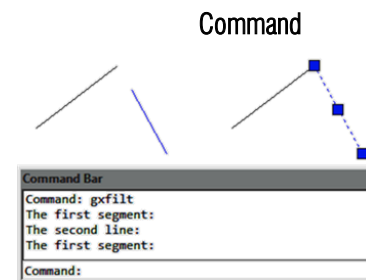 Command
Command Bar
Command: gxfilt
The first segment:
The second line:
The first segment:
Command: